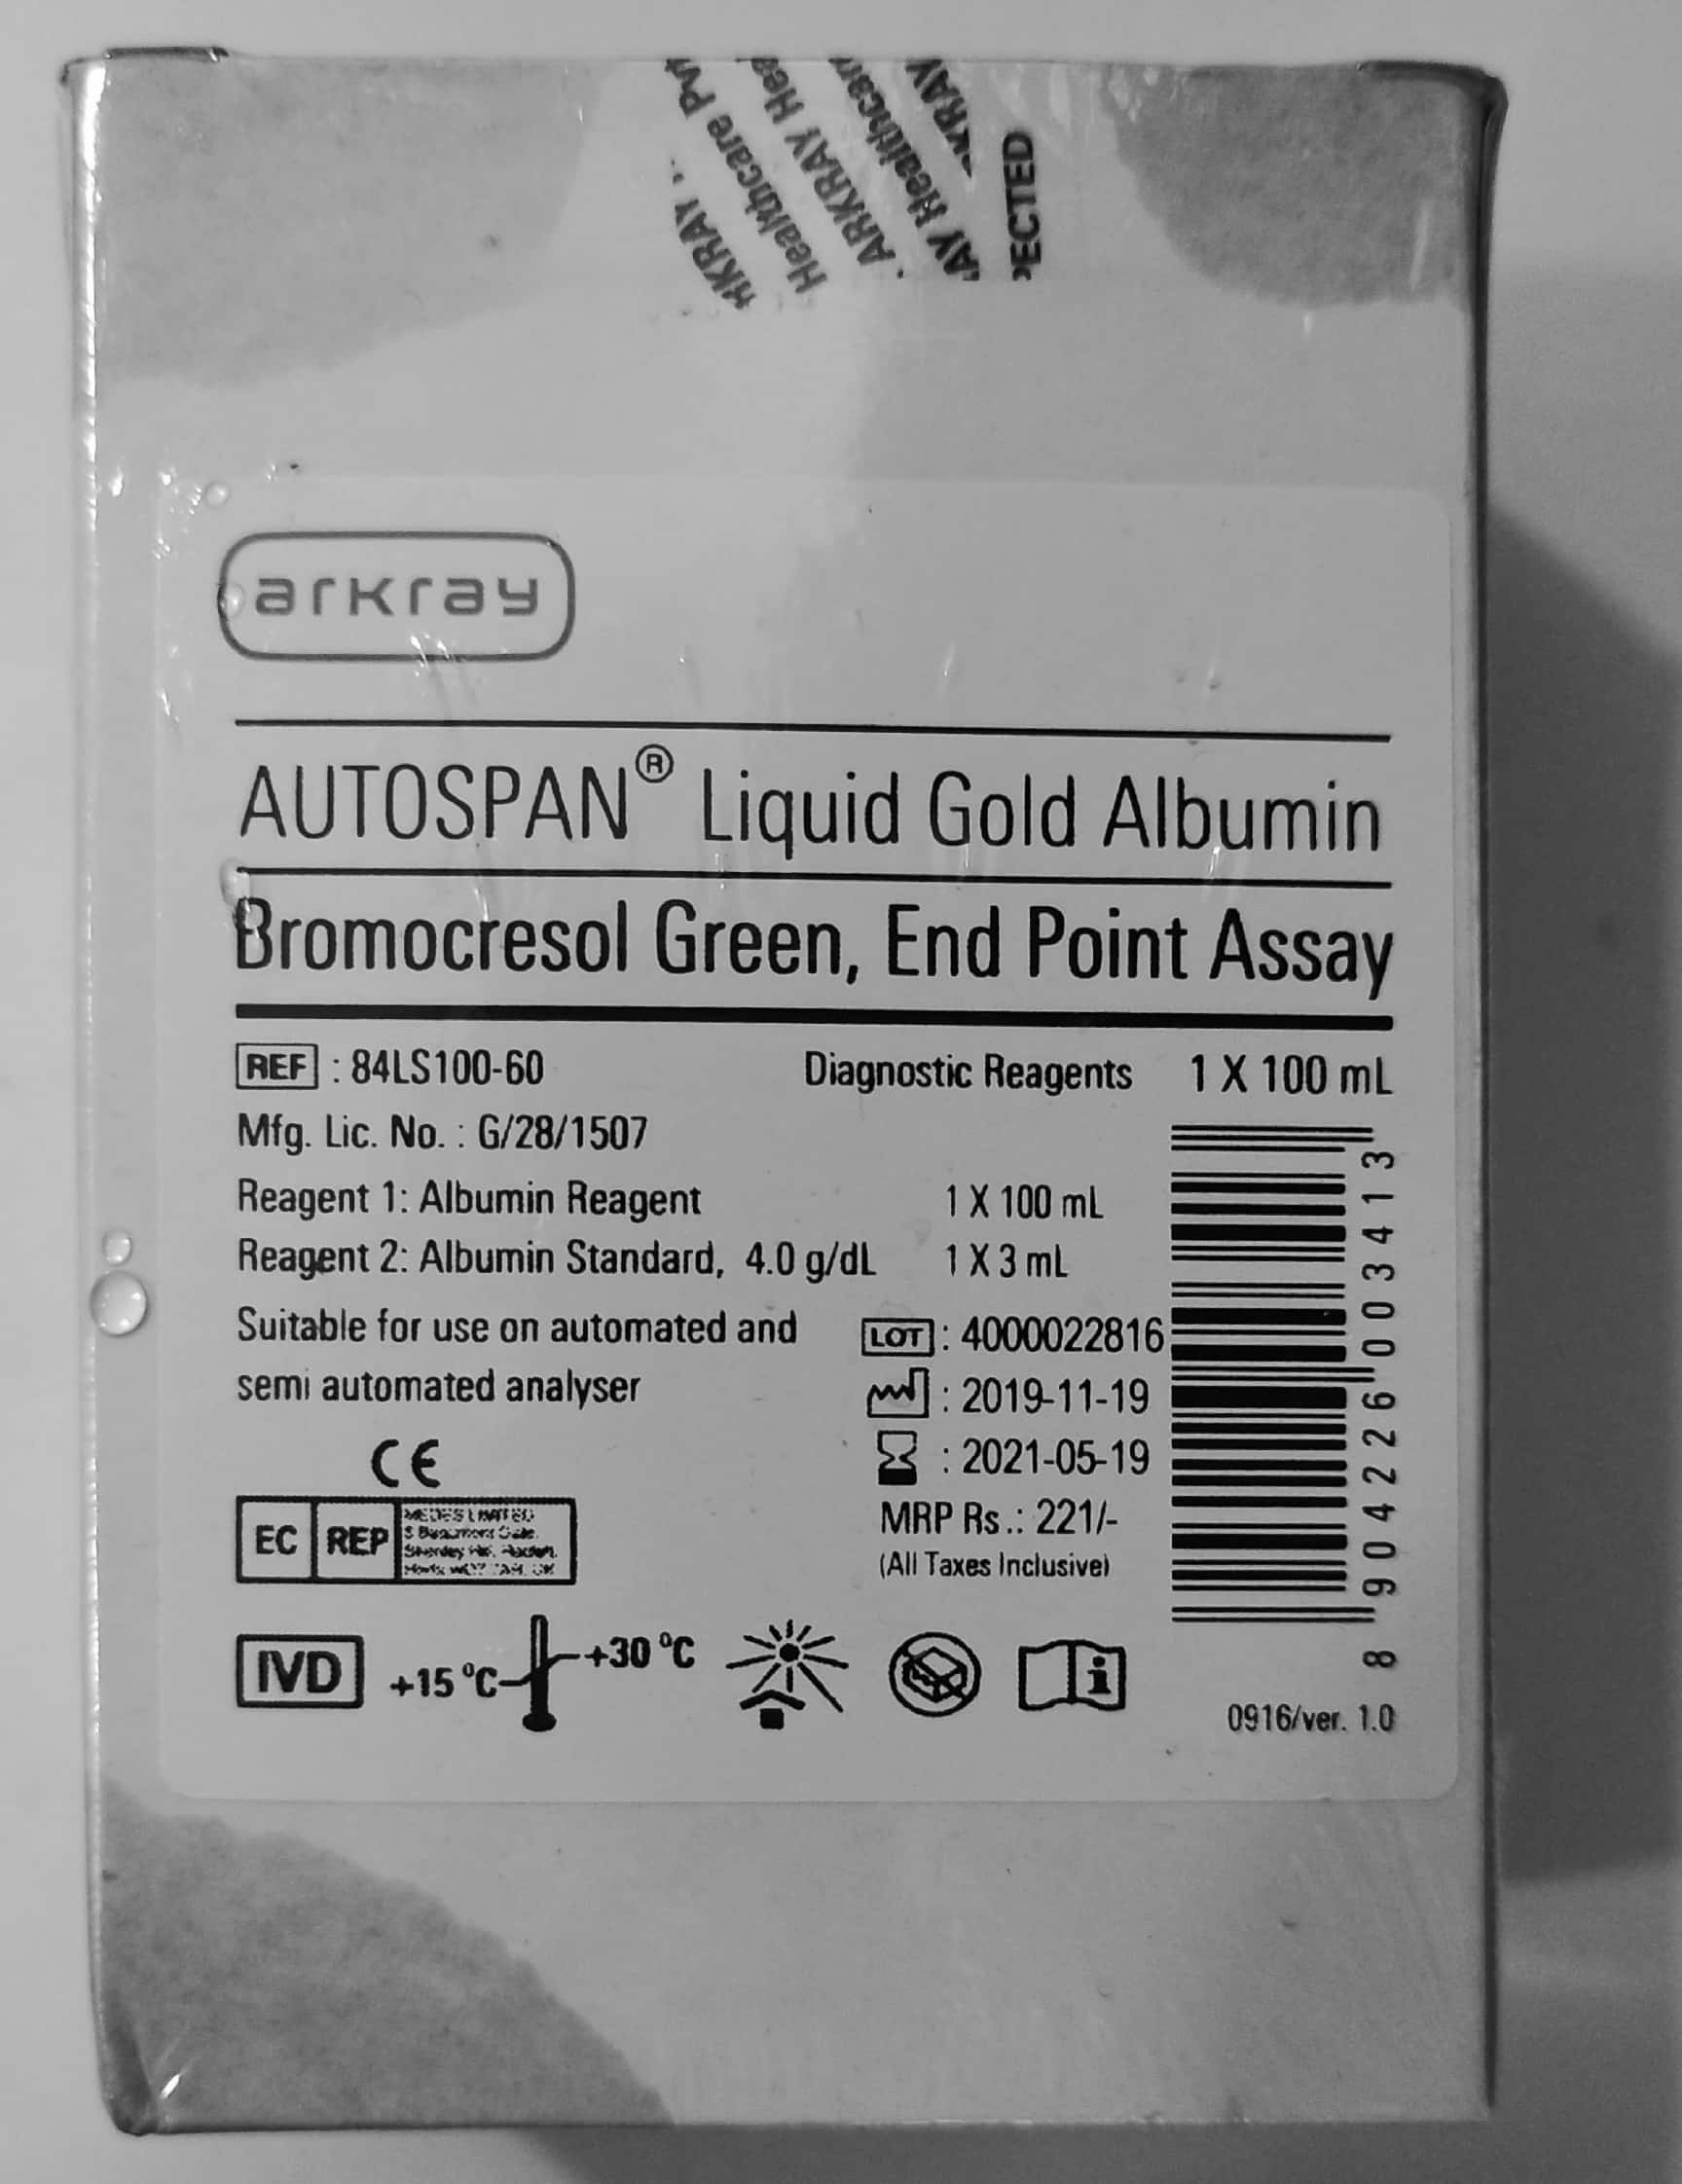 Healthcare Pvt
ARKRAY Hea
AY Healthcare
ARKRAY
arkray
AUTOSPAN® Liquid Gold Albumin
Bromocresol Green, End Point Assay
REF : 84LS100-60 Diagnostic Reagents 1 X 100 mL
Mfg. Lic. No. : G/28/1507
Reagent 1: Albumin Reagent 1 X 100 mL
Reagent 2: Albumin Standard, 4.0 g/dL 1 X 3 mL
Suitable for use on automated and
semi automated analyser
LOT : 4000022816
: 2019-11-19
: 2021-05-19
MRP Rs.: 221/-
(All Taxes Inclusive)
CE
EC REP
IVD +15 °C +30 °C
8 904226 003413
0916/ver. 1.0